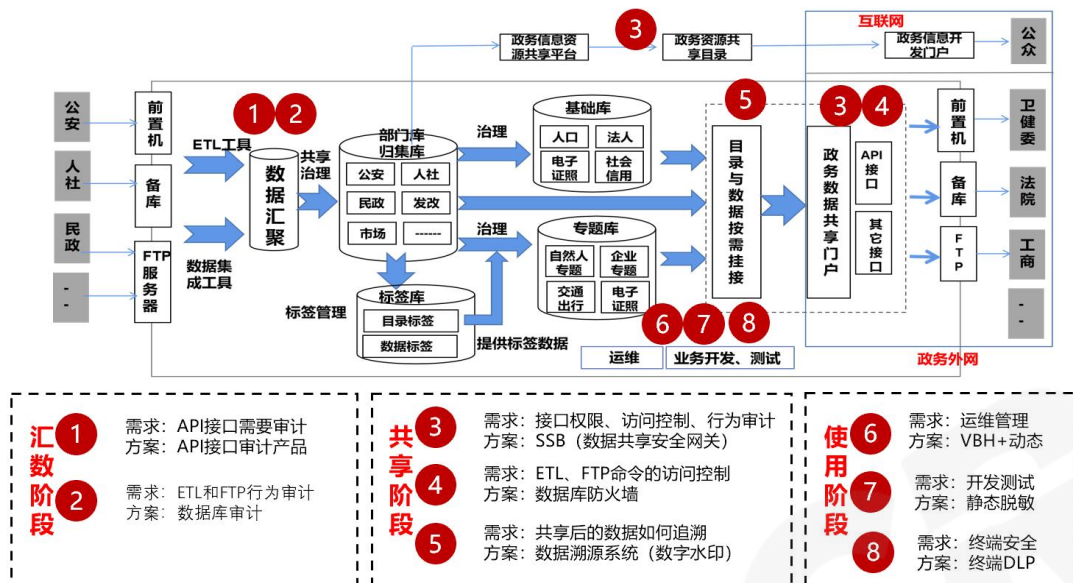 互联网
3
政务信息资
源共享平台
政务资源共
享目录
政务信息开
发门户
公众
公安
人社
民政
- -
前置机
备库
FTP
服务器
ETL工具
数据集
成工具
1
2
数据汇聚
共享
治理
部门库
归集库
公安
人社
民政
发改
市场
------
治理
治理
基础库
人口
法人
电子
证照
社会
信用
专题库
自然人
专题
企业
专题
交通
出行
电子
证照
标签管理
标签库
目录标签
数据标签
提供标签数据
5
目录与数据按需挂接
3
4
政务数据共享门户
API
接口
其它接口
前置机
备库
FTP
卫健委
法院
工商
- -
6
7
8
运维
业务开发、测试
政务外网
汇数阶段
1
需求：API接口需要审计
方案：API接口审计产品
2
需求：ETL和FTP行为审计
方案：数据库审计
共享阶段
3
需求：接口权限、访问控制、行为审计
方案：SSB（数据共享安全网关）
4
需求：ETL、FTP命令的访问控制
方案：数据库防火墙
5
需求：共享后的数据如何追溯
方案：数据溯源系统（数字水印）
使用阶段
6
需求：运维管理
方案：VBH+动态
7
需求：开发测试
方案：静态脱敏
8
需求：终端安全
方案：终端DLP